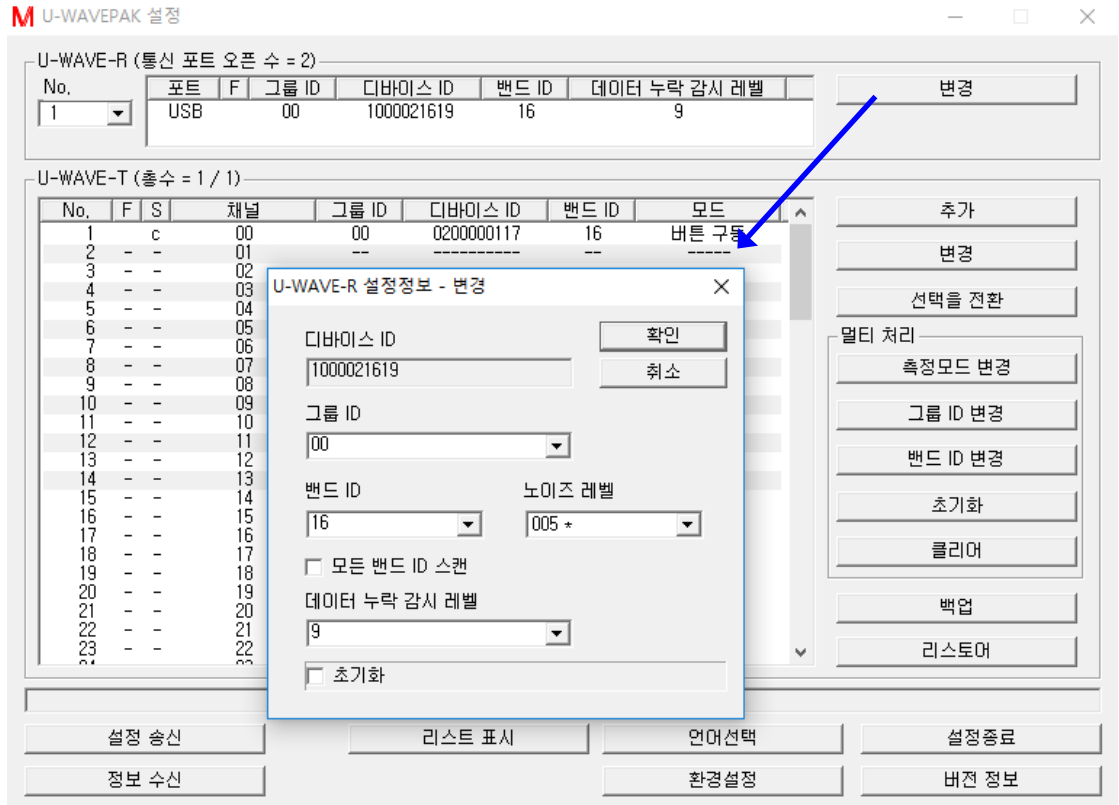 M U-WAVEPAK 설정
U-WAVE-R (통신 포트 오픈 수 = 2)
No, 포트 F 그룹 ID 디바이스 ID 밴드 ID 데이터 누락 감시 레벨
1 USB 00 1000021619 16 9
변경
U-WAVE-T (총수 = 1 / 1)
No, F S 채널 그룹 ID 디바이스 ID 밴드 ID 모드
1 c 00 00 0200000117 16 버튼 구동
2 - - 01 -- ---------- -- -----
3 - - 02
4 - - 03
5 - - 04
6 - - 05
7 - - 06
8 - - 07
9 - - 08
10 - - 09
11 - - 10
12 - - 11
13 - - 12
14 - - 13
15 - - 14
16 - - 15
17 - - 16
18 - - 17
19 - - 18
20 - - 19
21 - - 20
22 - - 21
23 - - 22
추가
변경
선택을 전환
멀티 처리
측정모드 변경
그룹 ID 변경
밴드 ID 변경
초기화
클리어
백업
리스토어
U-WAVE-R 설정정보 - 변경
디바이스 ID
1000021619
확인
취소
그룹 ID
00
밴드 ID 노이즈 레벨
16 005 *
모든 밴드 ID 스캔
데이터 누락 감시 레벨
9
초기화
설정 송신 리스트 표시 언어선택 설정종료
정보 수신 환경설정 버전 정보